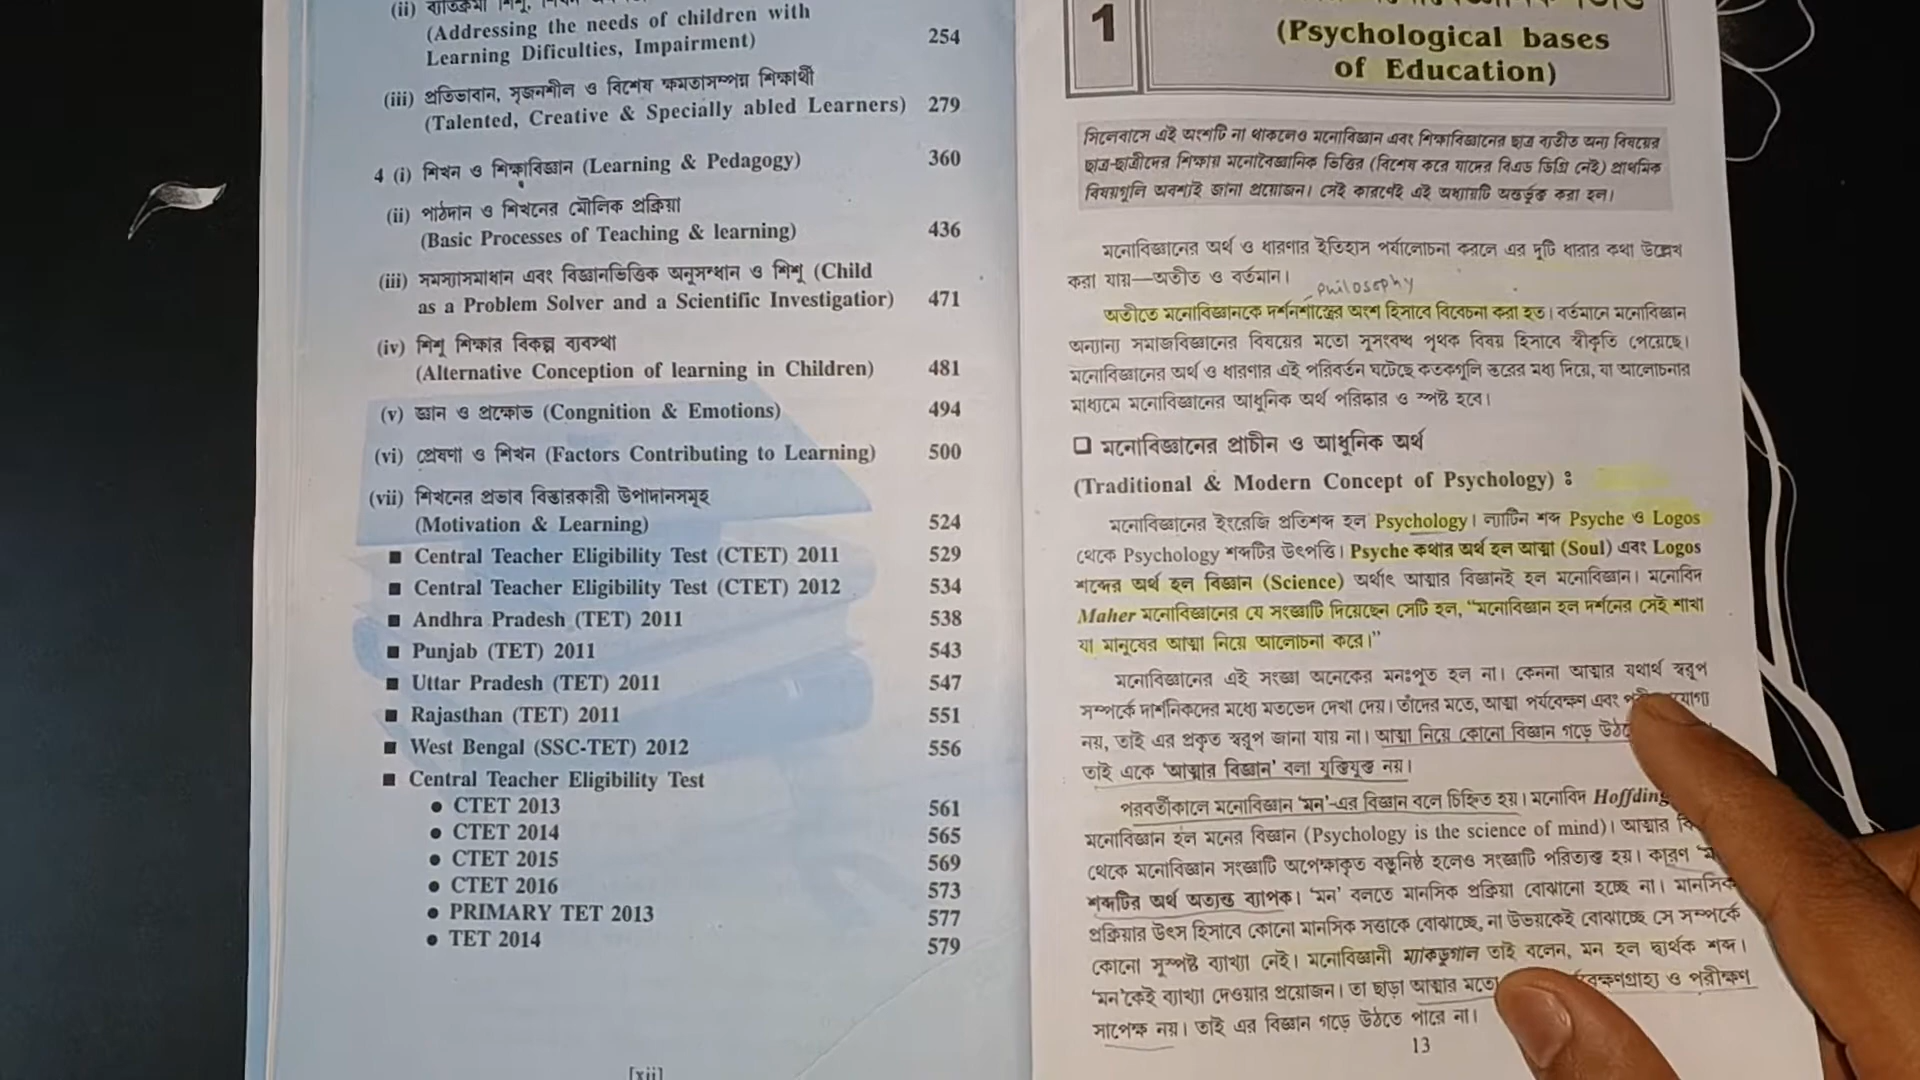 (ii) ব্যতিক্রমী শিশু,
(Addressing the needs of children with
Learning Dificulties, Impairment) 254
(iii) প্রতিভাবান, সৃজনশীল ও বিশেষ ক্ষমতাসম্পন্ন শিক্ষার্থী
(Talented, Creative & Specially abled Learners) 279
4 (i) শিখন ও শিক্ষাবিজ্ঞান (Learning & Pedagogy) 360
(ii) পাঠদান ও শিখনের মৌলিক প্রক্রিয়া
(Basic Processes of Teaching & learning) 436
(iii) সমস্যাসমাধান এবং বিজ্ঞানভিত্তিক অনুসন্ধান ও শিশু (Child
as a Problem Solver and a Scientific Investigatior) 471
(iv) শিশু শিক্ষার বিকল্প ব্যবস্থা
(Alternative Conception of learning in Children) 481
(v) জ্ঞান ও প্রক্ষোভ (Congnition & Emotions) 494
(vi) প্রেষণা ও শিখন (Factors Contributing to Learning) 500
(vii) শিখনের প্রভাব বিস্তারকারী উপাদানসমূহ
(Motivation & Learning) 524
■ Central Teacher Eligibility Test (CTET) 2011 529
■ Central Teacher Eligibility Test (CTET) 2012 534
■ Andhra Pradesh (TET) 2011 538
■ Punjab (TET) 2011 543
■ Uttar Pradesh (TET) 2011 547
■ Rajasthan (TET) 2011 551
■ West Bengal (SSC-TET) 2012 556
■ Central Teacher Eligibility Test
● CTET 2013 561
● CTET 2014 565
● CTET 2015 569
● CTET 2016 573
● PRIMARY TET 2013 577
● TET 2014 579
[xii]
1
(Psychological bases
of Education)
সিলেবাসে এই অংশটি না থাকলেও মনোবিজ্ঞান এবং শিক্ষাবিজ্ঞানের ছাত্র ব্যতীত অন্য বিষয়ের
ছাত্র-ছাত্রীদের শিক্ষায় মনোবৈজ্ঞানিক ভিত্তির (বিশেষ করে যাদের বিএড ডিগ্রি নেই) প্রাথমিক
বিষয়গুলি অবশ্যই জানা প্রয়োজন। সেই কারণেই এই অধ্যায়টি অন্তর্ভুক্ত করা হল।
মনোবিজ্ঞানের অর্থ ও ধারণার ইতিহাস পর্যালোচনা করলে এর দুটি ধারার কথা উল্লেখ
করা যায়—অতীত ও বর্তমান।
philosophy
অতীতে মনোবিজ্ঞানকে দর্শনশাস্ত্রের অংশ হিসাবে বিবেচনা করা হত। বর্তমানে মনোবিজ্ঞান
অন্যান্য সমাজবিজ্ঞানের বিষয়ের মতো সুসংবদ্ধ পৃথক বিষয় হিসাবে স্বীকৃতি পেয়েছে।
মনোবিজ্ঞানের অর্থ ও ধারণার এই পরিবর্তন ঘটেছে কতকগুলি স্তরের মধ্য দিয়ে, যা আলোচনার
মাধ্যমে মনোবিজ্ঞানের আধুনিক অর্থ পরিষ্কার ও স্পষ্ট হবে।
❑ মনোবিজ্ঞানের প্রাচীন ও আধুনিক অর্থ
(Traditional & Modern Concept of Psychology) :
মনোবিজ্ঞানের ইংরেজি প্রতিশব্দ হল Psychology। ল্যাটিন শব্দ Psyche ও Logos
থেকে Psychology শব্দটির উৎপত্তি। Psyche কথার অর্থ হল আত্মা (Soul) এবং Logos
শব্দের অর্থ হল বিজ্ঞান (Science) অর্থাৎ আত্মার বিজ্ঞানই হল মনোবিজ্ঞান। মনোবিদ
Maher মনোবিজ্ঞানের যে সংজ্ঞাটি দিয়েছেন সেটি হল, “মনোবিজ্ঞান হল দর্শনের সেই শাখা
যা মানুষের আত্মা নিয়ে আলোচনা করে।”
মনোবিজ্ঞানের এই সংজ্ঞা অনেকের মনঃপূত হল না। কেননা আত্মার যথার্থ স্বরূপ
সম্পর্কে দার্শনিকদের মধ্যে মতভেদ দেখা দেয়। তাঁদের মতে, আত্মা পর্যবেক্ষণ এবং
নয়, তাই এর প্রকৃত স্বরূপ জানা যায় না। আত্মা নিয়ে কোনো বিজ্ঞান গড়ে
তাই একে ‘আত্মার বিজ্ঞান’ বলা যুক্তিযুক্ত নয়।
পরবর্তীকালে মনোবিজ্ঞান ‘মন’-এর বিজ্ঞান বলে চিহ্নিত হয়। মনোবিদ Hoffding
মনোবিজ্ঞান হল মনের বিজ্ঞান (Psychology is the science of mind)। আত্মার
থেকে মনোবিজ্ঞান সংজ্ঞাটি অপেক্ষাকৃত বস্তুনিষ্ঠ হলেও সংজ্ঞাটি পরিত্যক্ত হয়। কারণ
শব্দটির অর্থ অত্যন্ত ব্যাপক। ‘মন’ বলতে মানসিক প্রক্রিয়া বোঝানো হচ্ছে না। মানসিক
প্রক্রিয়ার উৎস হিসাবে কোনো মানসিক সত্তাকে বোঝাচ্ছে, না উভয়কেই বোঝাচ্ছে সে সম্পর্কে
কোনো সুস্পষ্ট ব্যাখ্যা নেই। মনোবিজ্ঞানী ম্যাকডুগাল তাই বলেন, মন হল দ্ব্যর্থক শব্দ।
‘মন’কেই ব্যাখ্যা দেওয়ার প্রয়োজন। তা ছাড়া আত্মার মতো ও পরীক্ষণ
সাপেক্ষ নয়। তাই এর বিজ্ঞান গড়ে উঠতে পারে না।
13